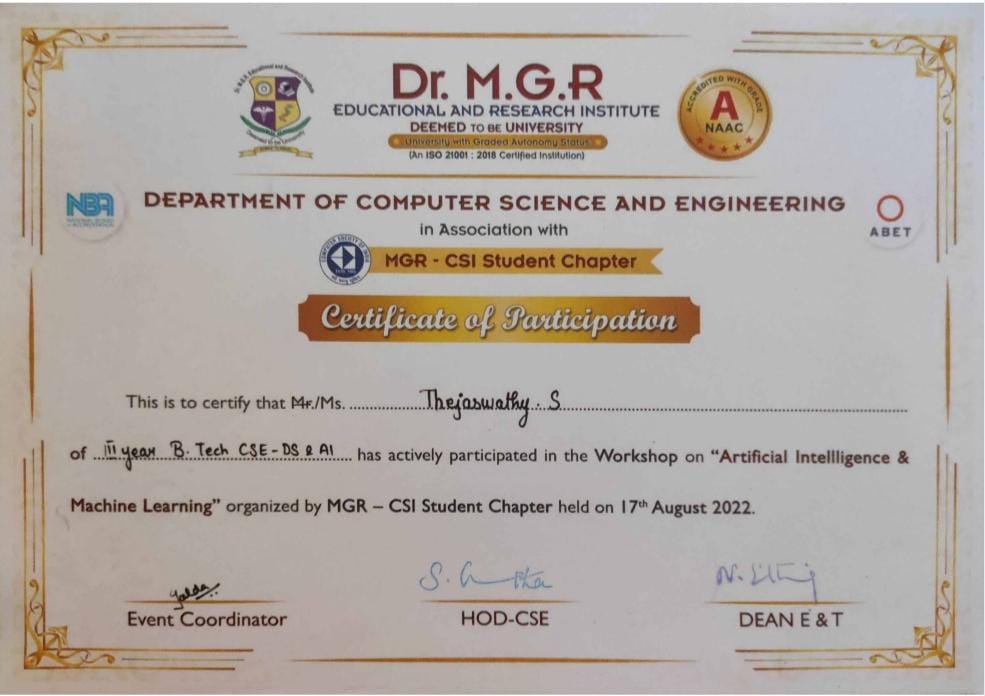 Dr. M.G.R
EDUCATIONAL AND RESEARCH INSTITUTE
DEEMED TO BE UNIVERSITY
University with Graded Autonomy Status
(An ISO 21001 : 2018 Certified Institution)
ACCREDITED WITH GRADE
A
NAAC
NBA
NATIONAL BOARD
OF ACCREDITATION
DEPARTMENT OF COMPUTER SCIENCE AND ENGINEERING
ABET
in Association with
MGR - CSI Student Chapter
Certificate of Participation
This is to certify that Mr./Ms. Thejaswathy. S
of III year B. Tech CSE - DS & AI has actively participated in the Workshop on “Artificial Intellligence &
Machine Learning” organized by MGR – CSI Student Chapter held on 17th August 2022.
Event Coordinator
HOD-CSE
DEAN E & T